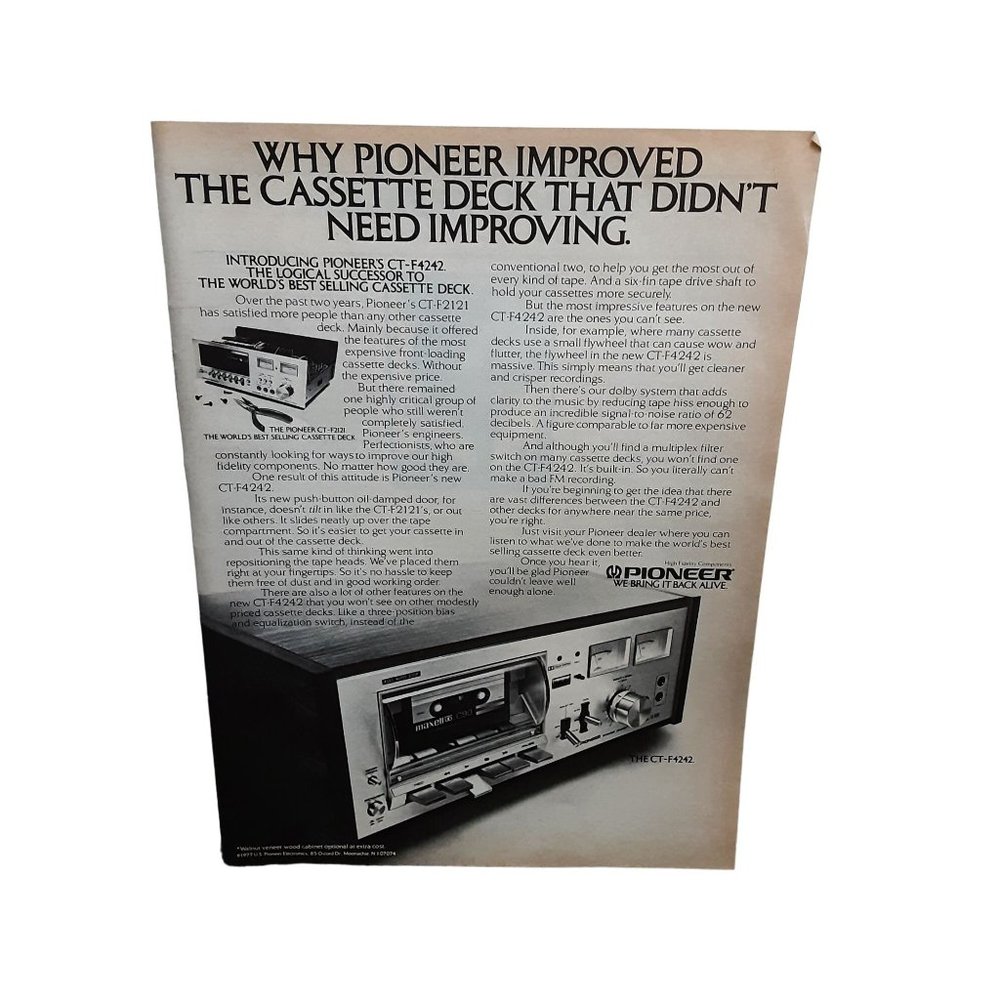 WHY PIONEER IMPROVED
THE CASSETTE DECK THAT DIDN'T
NEED IMPROVING.
INTRODUCING PIONEER'S CT-F4242.
THE LOGICAL SUCCESSOR TO
THE WORLD'S BEST SELLING CASSETTE DECK.
Over the past two years, Pioneer's CT-F2121
has satisfied more people than any other cassette
deck. Mainly because it offered
the features of the most
expensive front-loading
cassette decks. Without
the expensive price.
But there remained
one highly critical group of
people who still weren't
completely satisfied.
Pioneer's engineers.
Perfectionists, who are
constantly looking for ways to improve our high
fidelity components. No matter how good they are.
One result of this attitude is Pioneer's new
CT-F4242.
Its new push-button oil-damped door, for
instance, doesn't tilt in like the CT-F2121's, or out
like others. It slides neatly up over the tape
compartment. So it's easier to get your cassette in
and out of the cassette deck.
This same kind of thinking went into
repositioning the tape heads. We've placed them
right at your fingertips. So it's no hassle to keep
them free of dust and in good working order.
There are also a lot of other features on the
new CT-F4242 that you won't see on other modestly
priced cassette decks. Like a three-position bias
and equalization switch, instead of the
THE PIONEER CT-F2121
THE WORLD'S BEST SELLING CASSETTE DECK
conventional two, to help you get the most out of
every kind of tape. And a six-fin tape drive shaft to
hold your cassettes more securely.
But the most impressive features on the new
CT-F4242 are the ones you can't see.
Inside, for example, where many cassette
decks use a small flywheel that can cause wow and
flutter, the flywheel in the new CT-F4242 is
massive. This simply means that you'll get cleaner
and crisper recordings.
Then there's our dolby system that adds
clarity to the music by reducing tape hiss enough to
produce an incredible signal-to-noise ratio of 62
decibels. A figure comparable to far more expensive
equipment.
And although you'll find a multiplex filter
switch on many cassette decks, you won't find one
on the CT-F4242. It's built-in. So you literally can't
make a bad FM recording.
If you're beginning to get the idea that there
are vast differences between the CT-F4242 and
other decks for anywhere near the same price,
you're right.
Just visit your Pioneer dealer where you can
listen to what we've done to make the world's best
selling cassette deck even better.
Once you hear it,
you'll be glad Pioneer
couldn't leave well
enough alone.
High Fidelity Components
PIONEER
WE BRING IT BACK ALIVE.
maxell C90
THE CT-F4242.
*Walnut veneer wood cabinet optional at extra cost.
©1977 U.S. Pioneer Electronics, 85 Oxford Dr., Moonachie, N.J. 07074